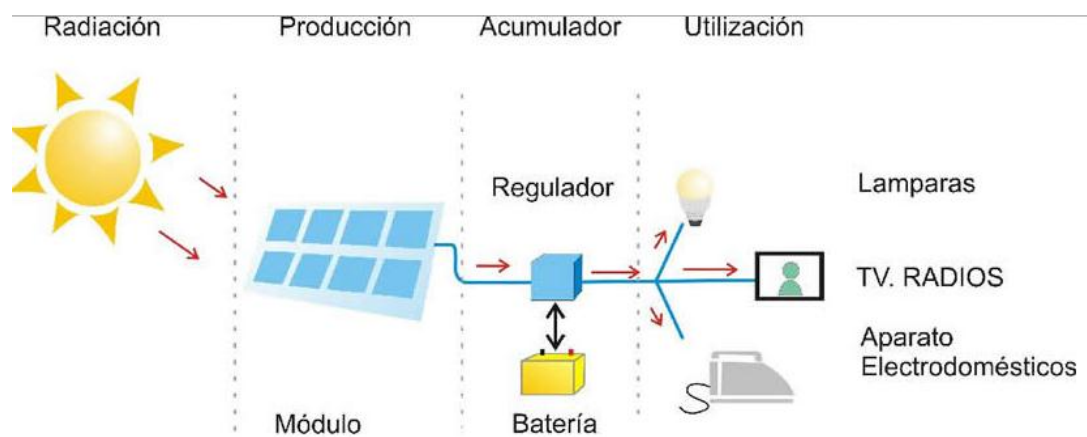 Radiación
Producción
Acumulador
Utilización
Regulador
Lamparas
TV. RADIOS
Aparato
Electrodomésticos
Módulo
Batería